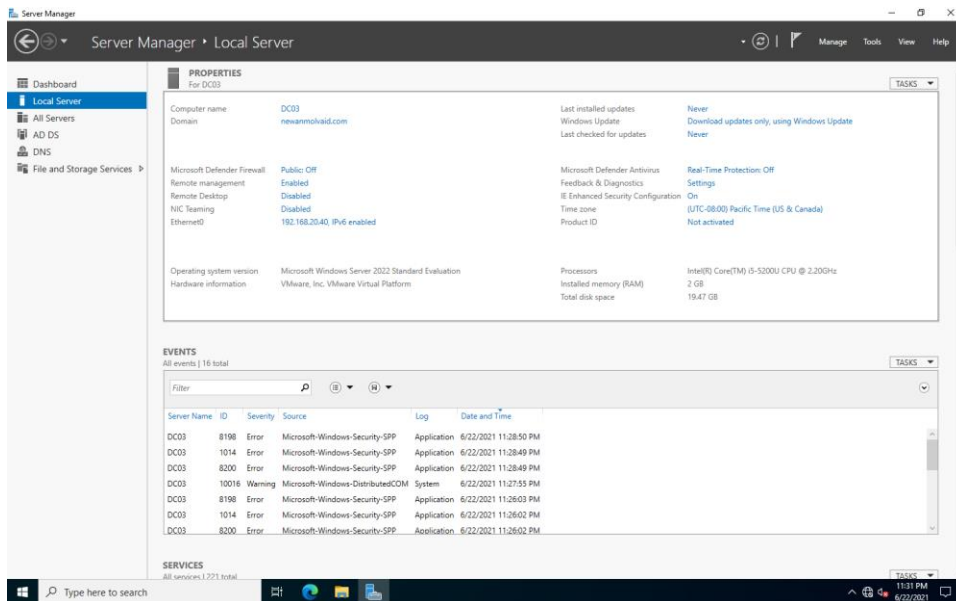 Server Manager
Server Manager • Local Server
Manage Tools View Help
Dashboard
Local Server
All Servers
AD DS
DNS
File and Storage Services
PROPERTIES
For DC03
TASKS
Computer name DC03
Domain newanmolvaid.com
Last installed updates Never
Windows Update Download updates only, using Windows Update
Last checked for updates Never
Microsoft Defender Firewall Public: Off
Remote management Enabled
Remote Desktop Disabled
NIC Teaming Disabled
Ethernet0 192.168.20.40, IPv6 enabled
Microsoft Defender Antivirus Real-Time Protection: Off
Feedback & Diagnostics Settings
IE Enhanced Security Configuration On
Time zone (UTC-08:00) Pacific Time (US & Canada)
Product ID Not activated
Operating system version Microsoft Windows Server 2022 Standard Evaluation
Hardware information VMware, Inc. VMware Virtual Platform
Processors Intel(R) Core(TM) i5-5200U CPU @ 2.20GHz
Installed memory (RAM) 2 GB
Total disk space 19.47 GB
EVENTS
All events | 16 total
TASKS
Filter
Server Name ID Severity Source Log Date and Time
DC03 8198 Error Microsoft-Windows-Security-SPP Application 6/22/2021 11:28:50 PM
DC03 1014 Error Microsoft-Windows-Security-SPP Application 6/22/2021 11:28:49 PM
DC03 8200 Error Microsoft-Windows-Security-SPP Application 6/22/2021 11:28:49 PM
DC03 10016 Warning Microsoft-Windows-DistributedCOM System 6/22/2021 11:27:55 PM
DC03 8198 Error Microsoft-Windows-Security-SPP Application 6/22/2021 11:26:03 PM
DC03 1014 Error Microsoft-Windows-Security-SPP Application 6/22/2021 11:26:02 PM
DC03 8200 Error Microsoft-Windows-Security-SPP Application 6/22/2021 11:26:02 PM
SERVICES
All services | 221 total
TASKS
Type here to search
11:31 PM
6/22/2021